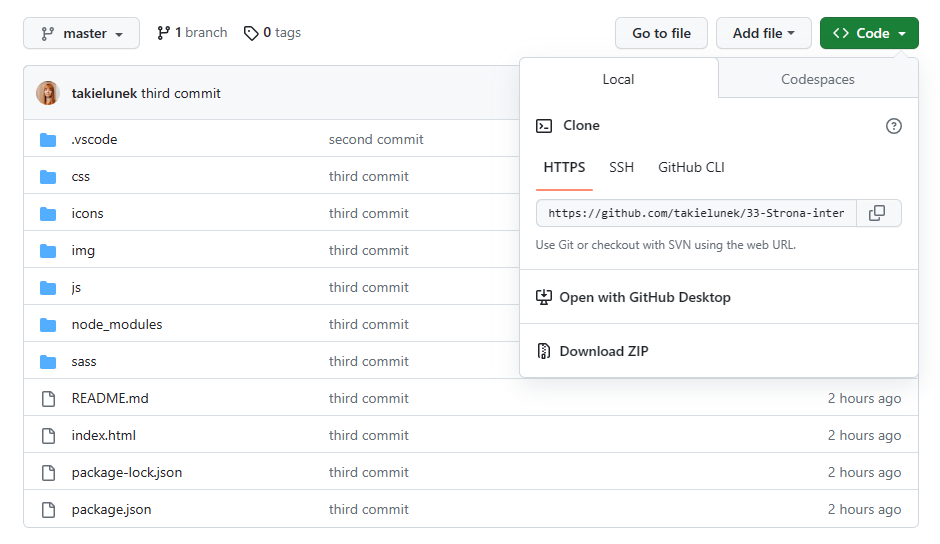 master 1 branch 0 tags Go to file Add file Code
takielunek third commit
Local Codespaces
Clone
HTTPS SSH GitHub CLI
https://github.com/takielunek/33-Strona-inter
Use Git or checkout with SVN using the web URL.
Open with GitHub Desktop
Download ZIP
.vscode second commit
css third commit
icons third commit
img third commit
js third commit
node_modules third commit
sass third commit
README.md third commit 2 hours ago
index.html third commit 2 hours ago
package-lock.json third commit 2 hours ago
package.json third commit 2 hours ago